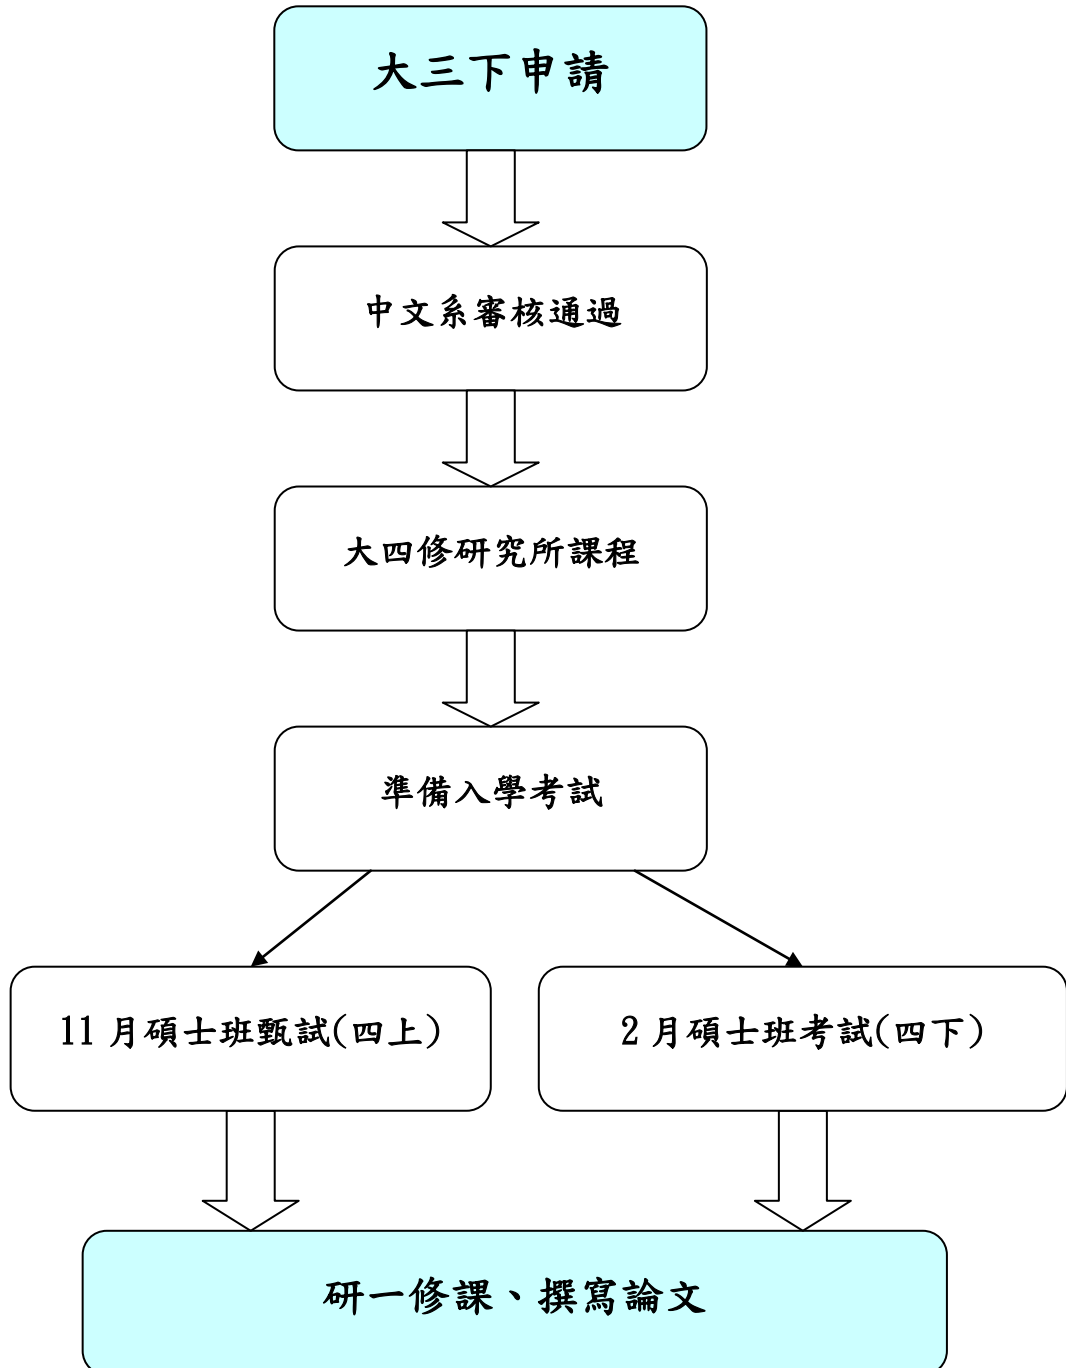 大三下申請
中文系審核通過
大四修研究所課程
準備入學考試
11 月碩士班甄試(四上)
2 月碩士班考試(四下)
研一修課、撰寫論文